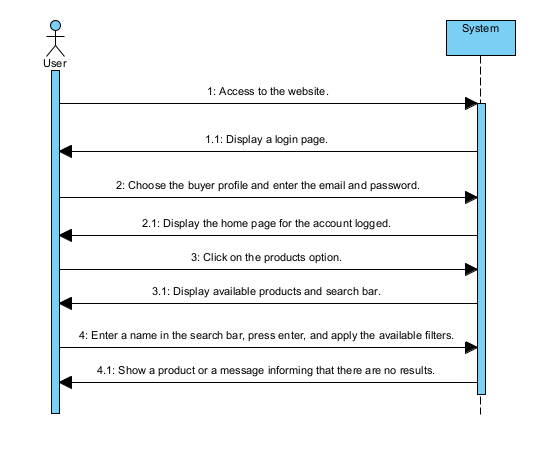 System
User
1: Access to the website.
1.1: Display a login page.
2: Choose the buyer profile and enter the email and password.
2.1: Display the home page for the account logged.
3: Click on the products option.
3.1: Display available products and search bar.
4: Enter a name in the search bar, press enter, and apply the available filters.
4.1: Show a product or a message informing that there are no results.